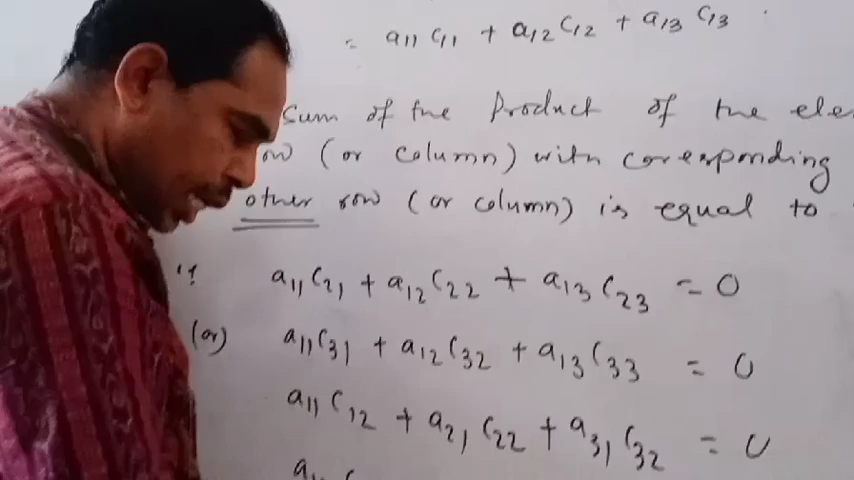 = a11 c11 + a12 c12 + a13 c13 .
sum of the product of the ele
ow (or column) with corresponding
other row (or column) is equal to
if a11 c21 + a12 c22 + a13 c23 = 0
(or) a11 c31 + a12 c32 + a13 c33 = 0
a11 c12 + a21 c22 + a31 c32 = 0
a11 c